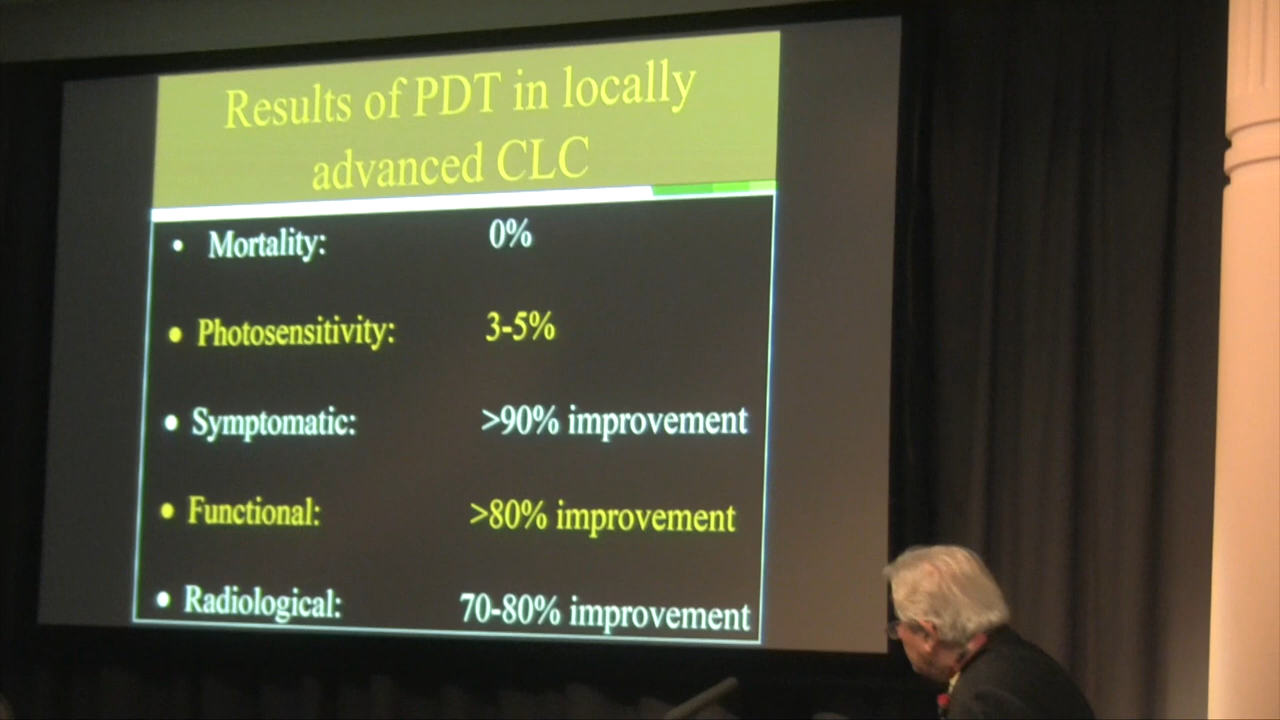 Results of PDT in locally
advanced CLC
• Mortality: 0%
• Photosensitivity: 3-5%
• Symptomatic: >90% improvement
• Functional: >80% improvement
• Radiological: 70-80% improvement